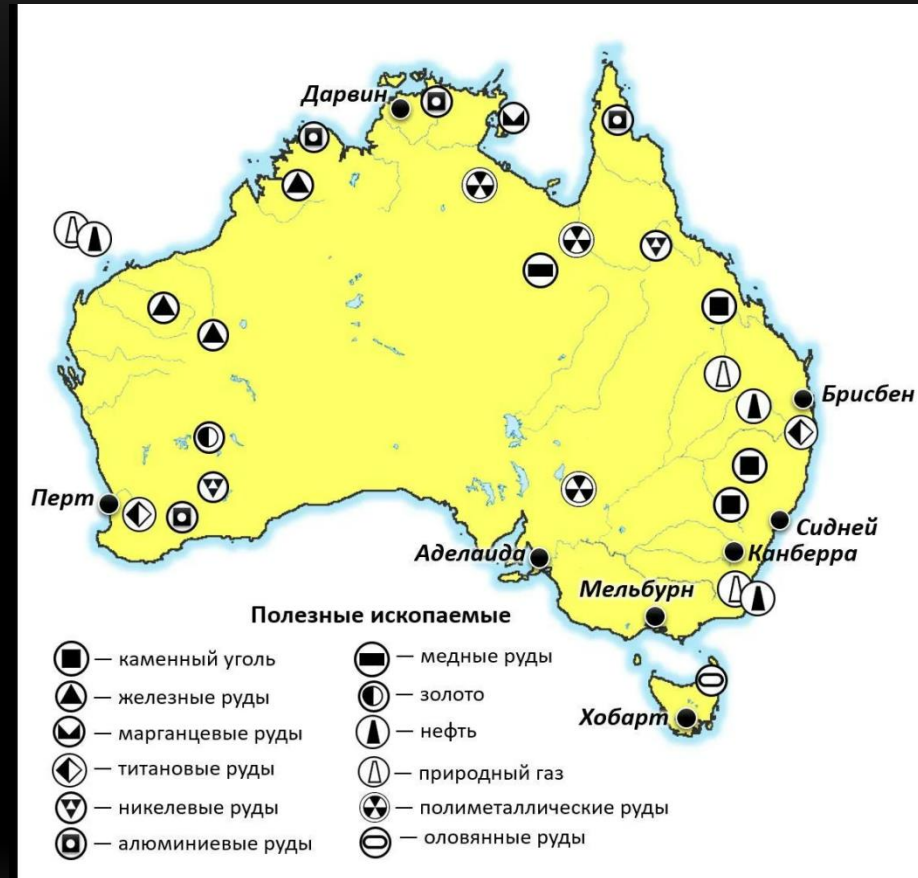 Дарвин
Брисбен
Перт
Сидней
Аделаида
Канберра
Мельбурн
Хобарт
Полезные ископаемые
— каменный уголь
— железные руды
— марганцевые руды
— титановые руды
— никелевые руды
— алюминиевые руды
— медные руды
— золото
— нефть
— природный газ
— полиметаллические руды
— оловянные руды